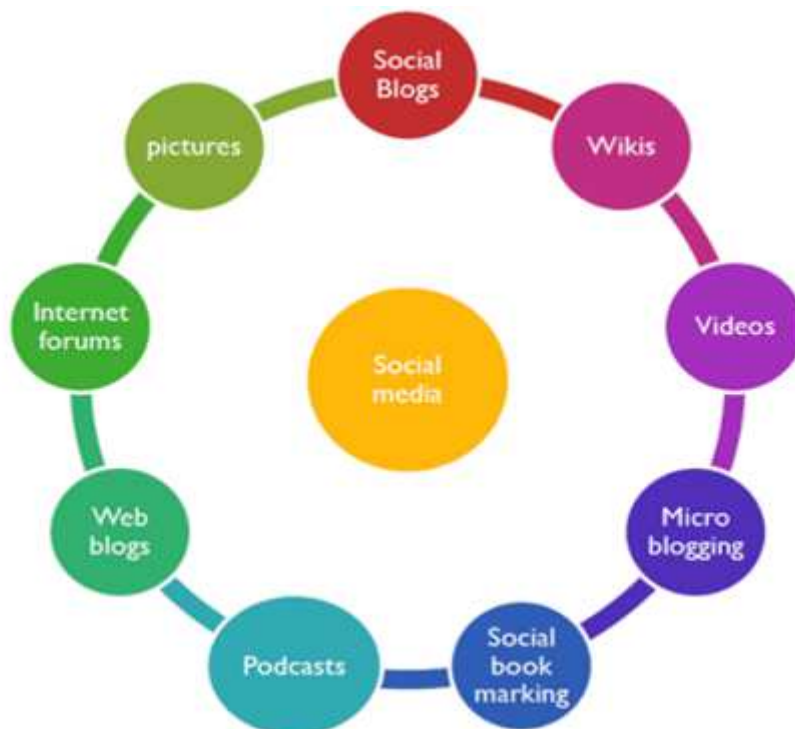 Social
Blogs
Wikis
Videos
Micro
blogging
Social
book
marking
Podcasts
Web
blogs
Internet
forums
pictures
Social
media